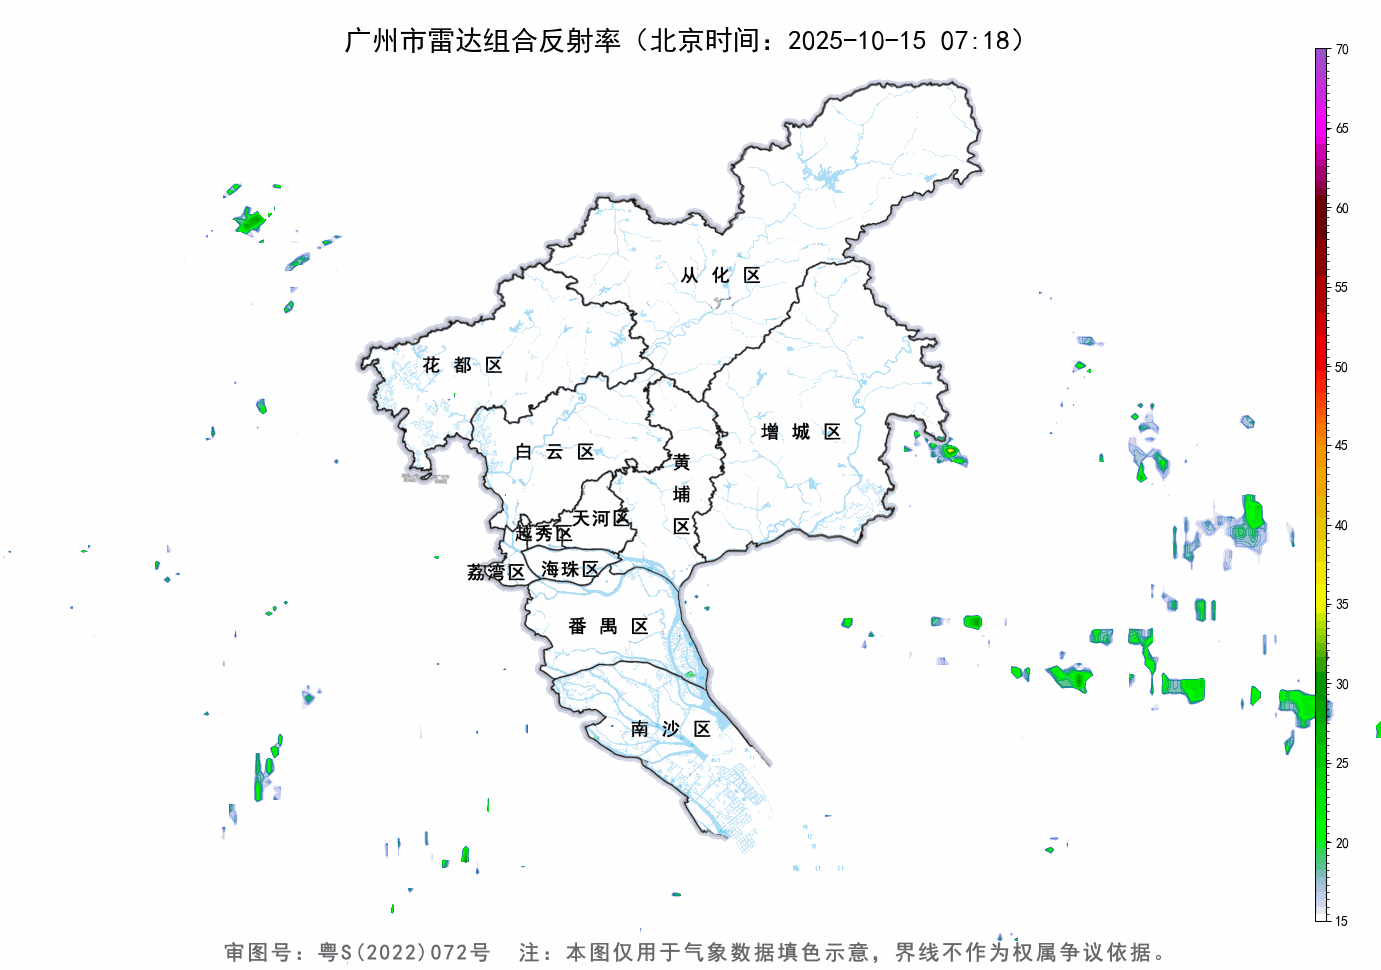 广州市雷达组合反射率（北京时间：2025-10-15 07:18）
70
65
60
55
50
45
40
35
30
25
20
15
从化区
花都区
增城区
白云区
黄埔区
天河区
越秀区
荔湾区
海珠区
番禺区
南沙区
审图号：粤S(2022)072号 注：本图仅用于气象数据填色示意，界线不作为权属争议依据。